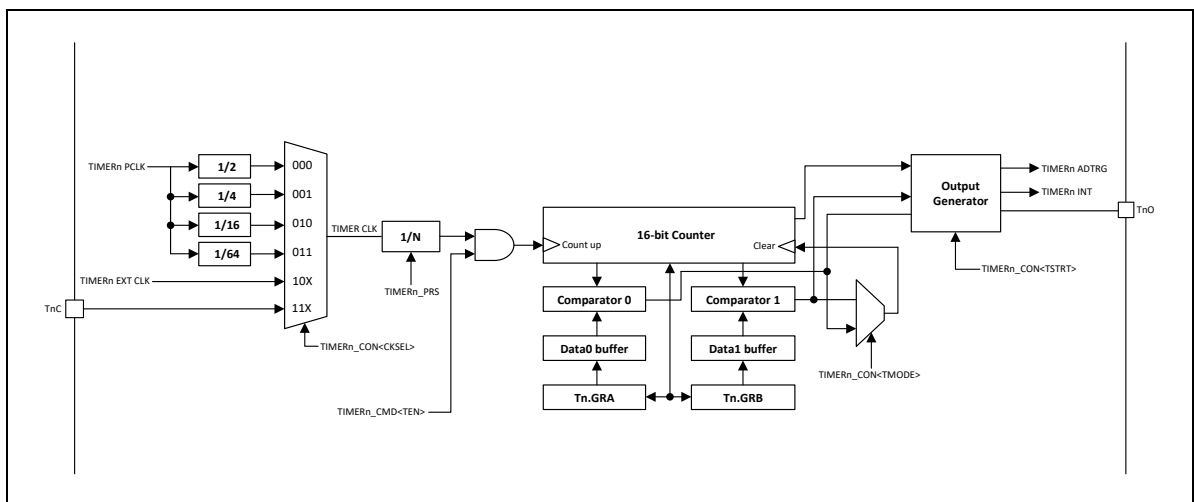 TIMERn PCLK
1/2
1/4
1/16
1/64
TIMERn EXT CLK
TnC
000
001
010
011
10X
11X
TIMERn_CON<CKSEL>
TIMER CLK
1/N
TIMERn_PRS
TIMERn_CMD<TEN>
Count up
16-bit Counter
Clear
Comparator 0
Comparator 1
Data0 buffer
Data1 buffer
Tn.GRA
Tn.GRB
TIMERn_CON<TMODE>
Output
Generator
TIMERn ADTRG
TIMERn INT
TnO
TIMERn_CON<TSTRT>